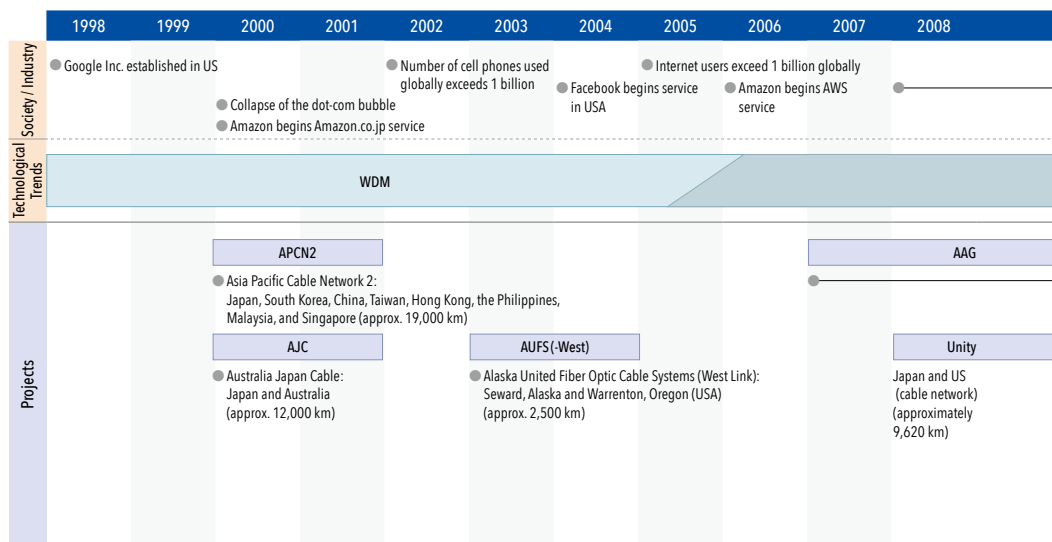 1998 1999 2000 2001 2002 2003 2004 2005 2006 2007 2008
Society / Industry
Google Inc. established in US
Number of cell phones used
globally exceeds 1 billion
Internet users exceed 1 billion globally
Facebook begins service
in USA
Amazon begins AWS
service
Collapse of the dot-com bubble
Amazon begins Amazon.co.jp service
Technological
Trends
WDM
Projects
APCN2
AAG
Asia Pacific Cable Network 2:
Japan, South Korea, China, Taiwan, Hong Kong, the Philippines,
Malaysia, and Singapore (approx. 19,000 km)
AJC
AUFS(-West)
Unity
Australia Japan Cable:
Japan and Australia
(approx. 12,000 km)
Alaska United Fiber Optic Cable Systems (West Link):
Seward, Alaska and Warrenton, Oregon (USA)
(approx. 2,500 km)
Japan and US
(cable network)
(approximately
9,620 km)